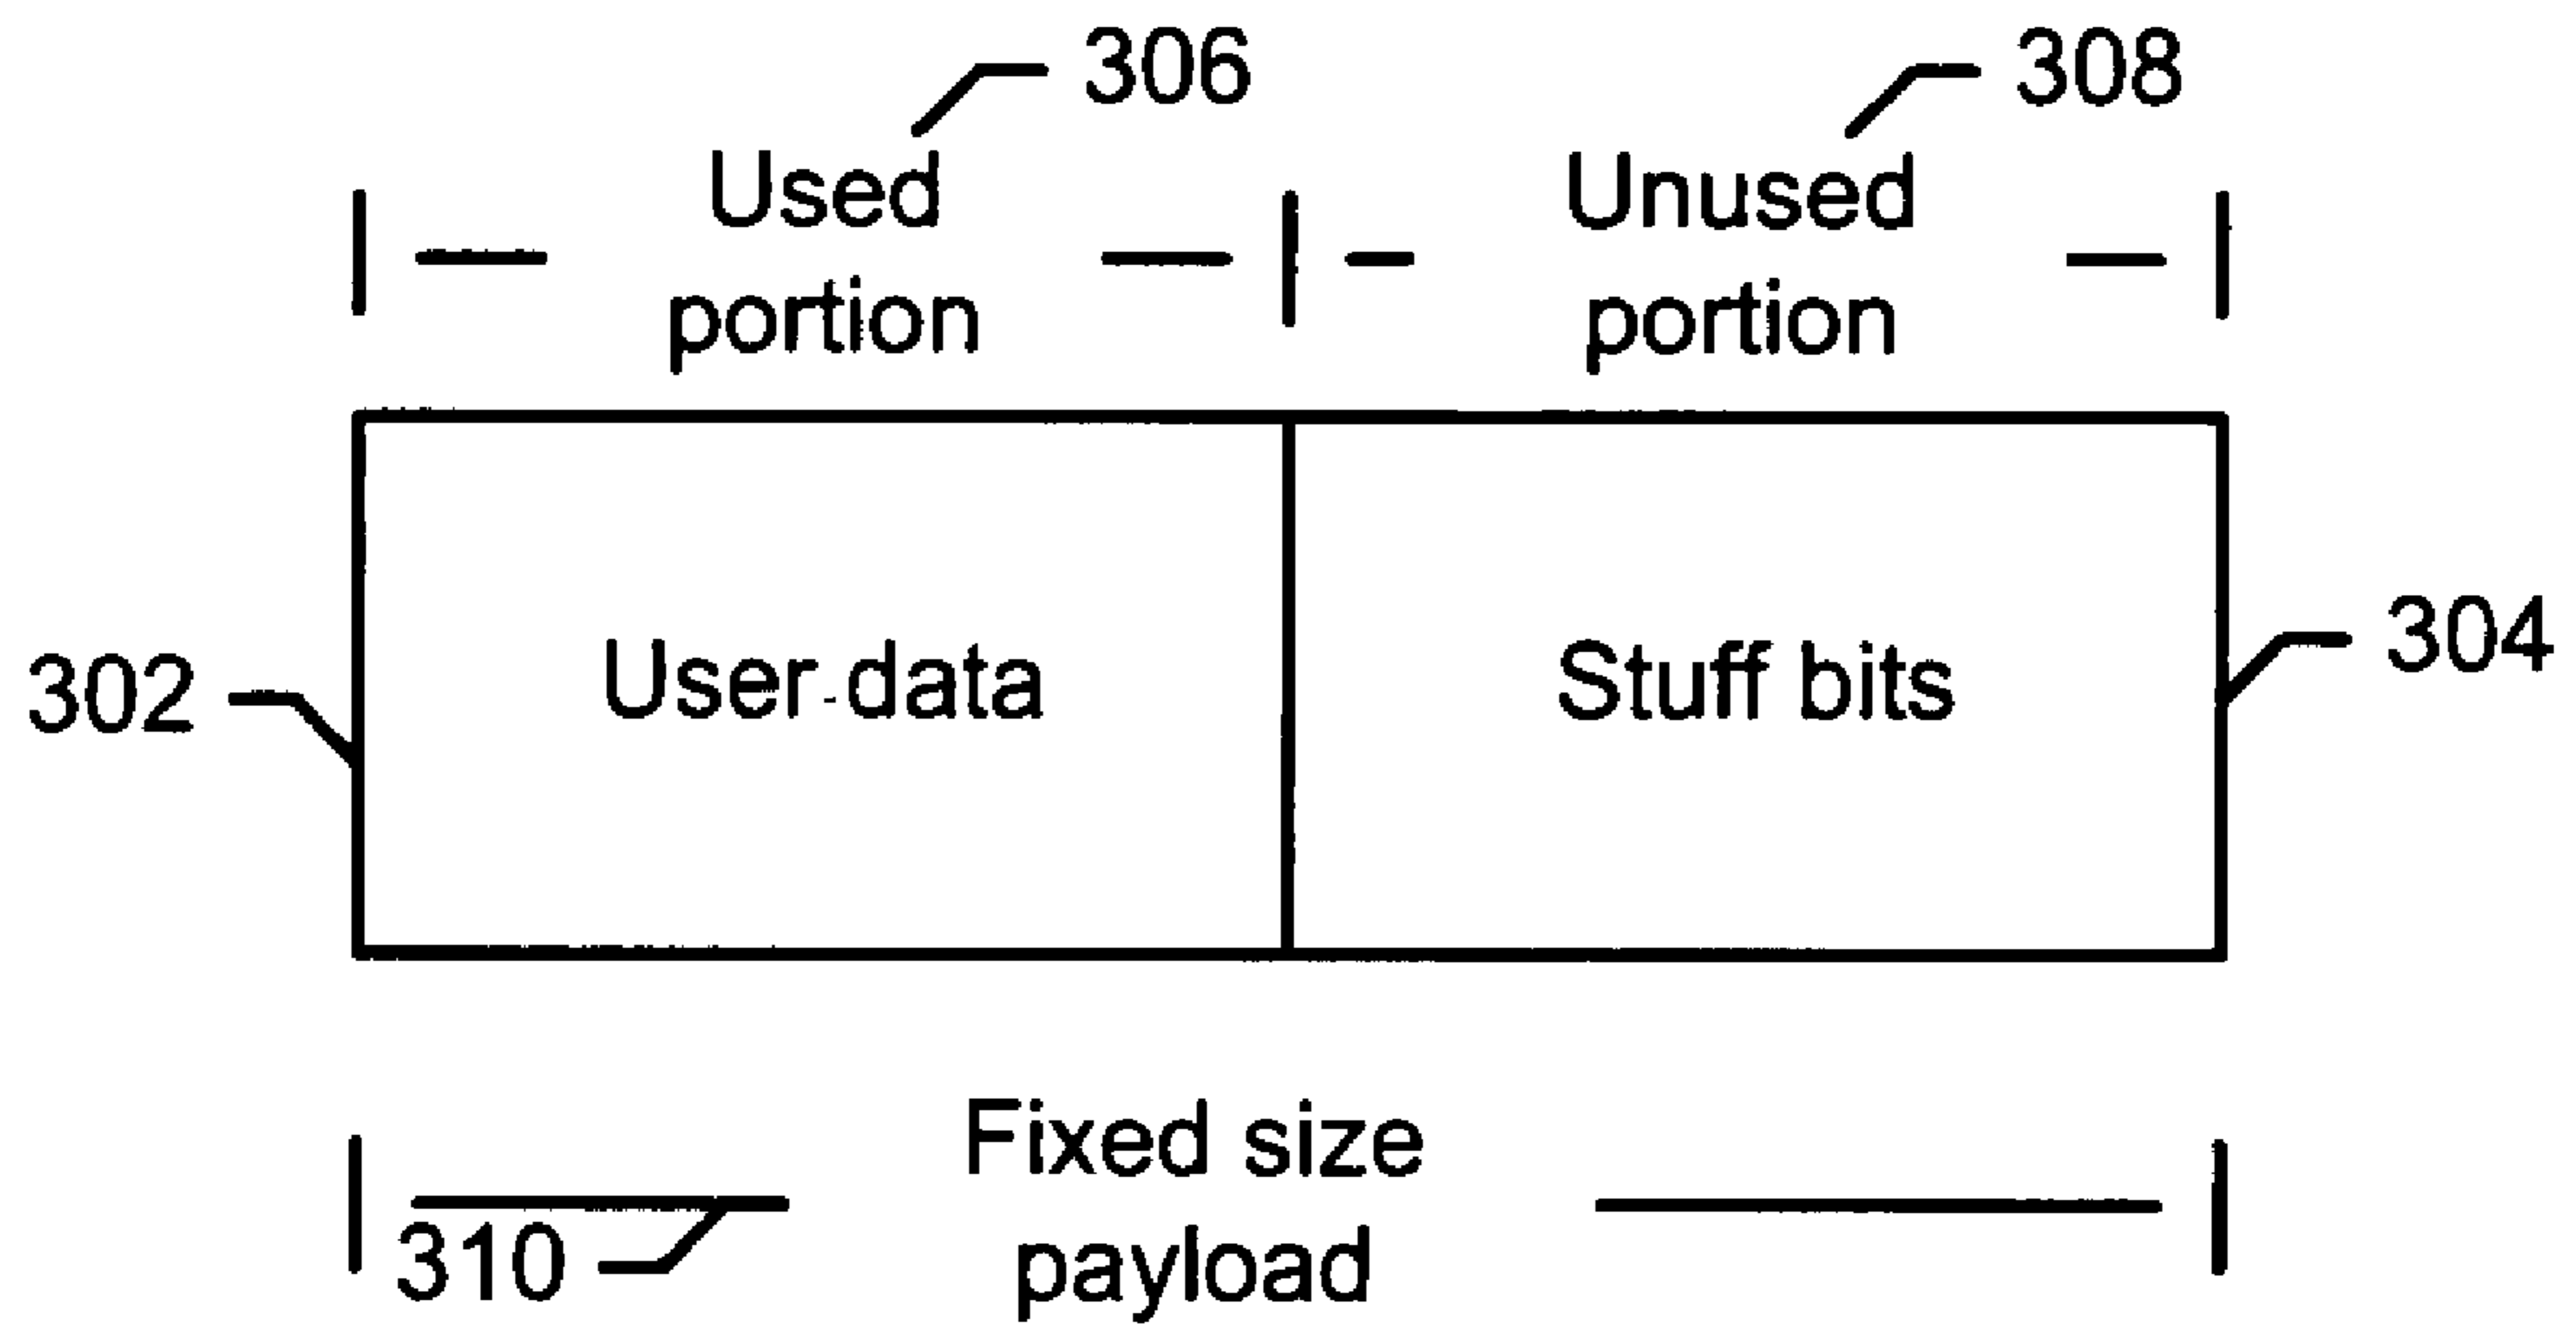 306
308
Used
portion
Unused
portion
302
User data
Stuff bits
304
Fixed size
payload
310